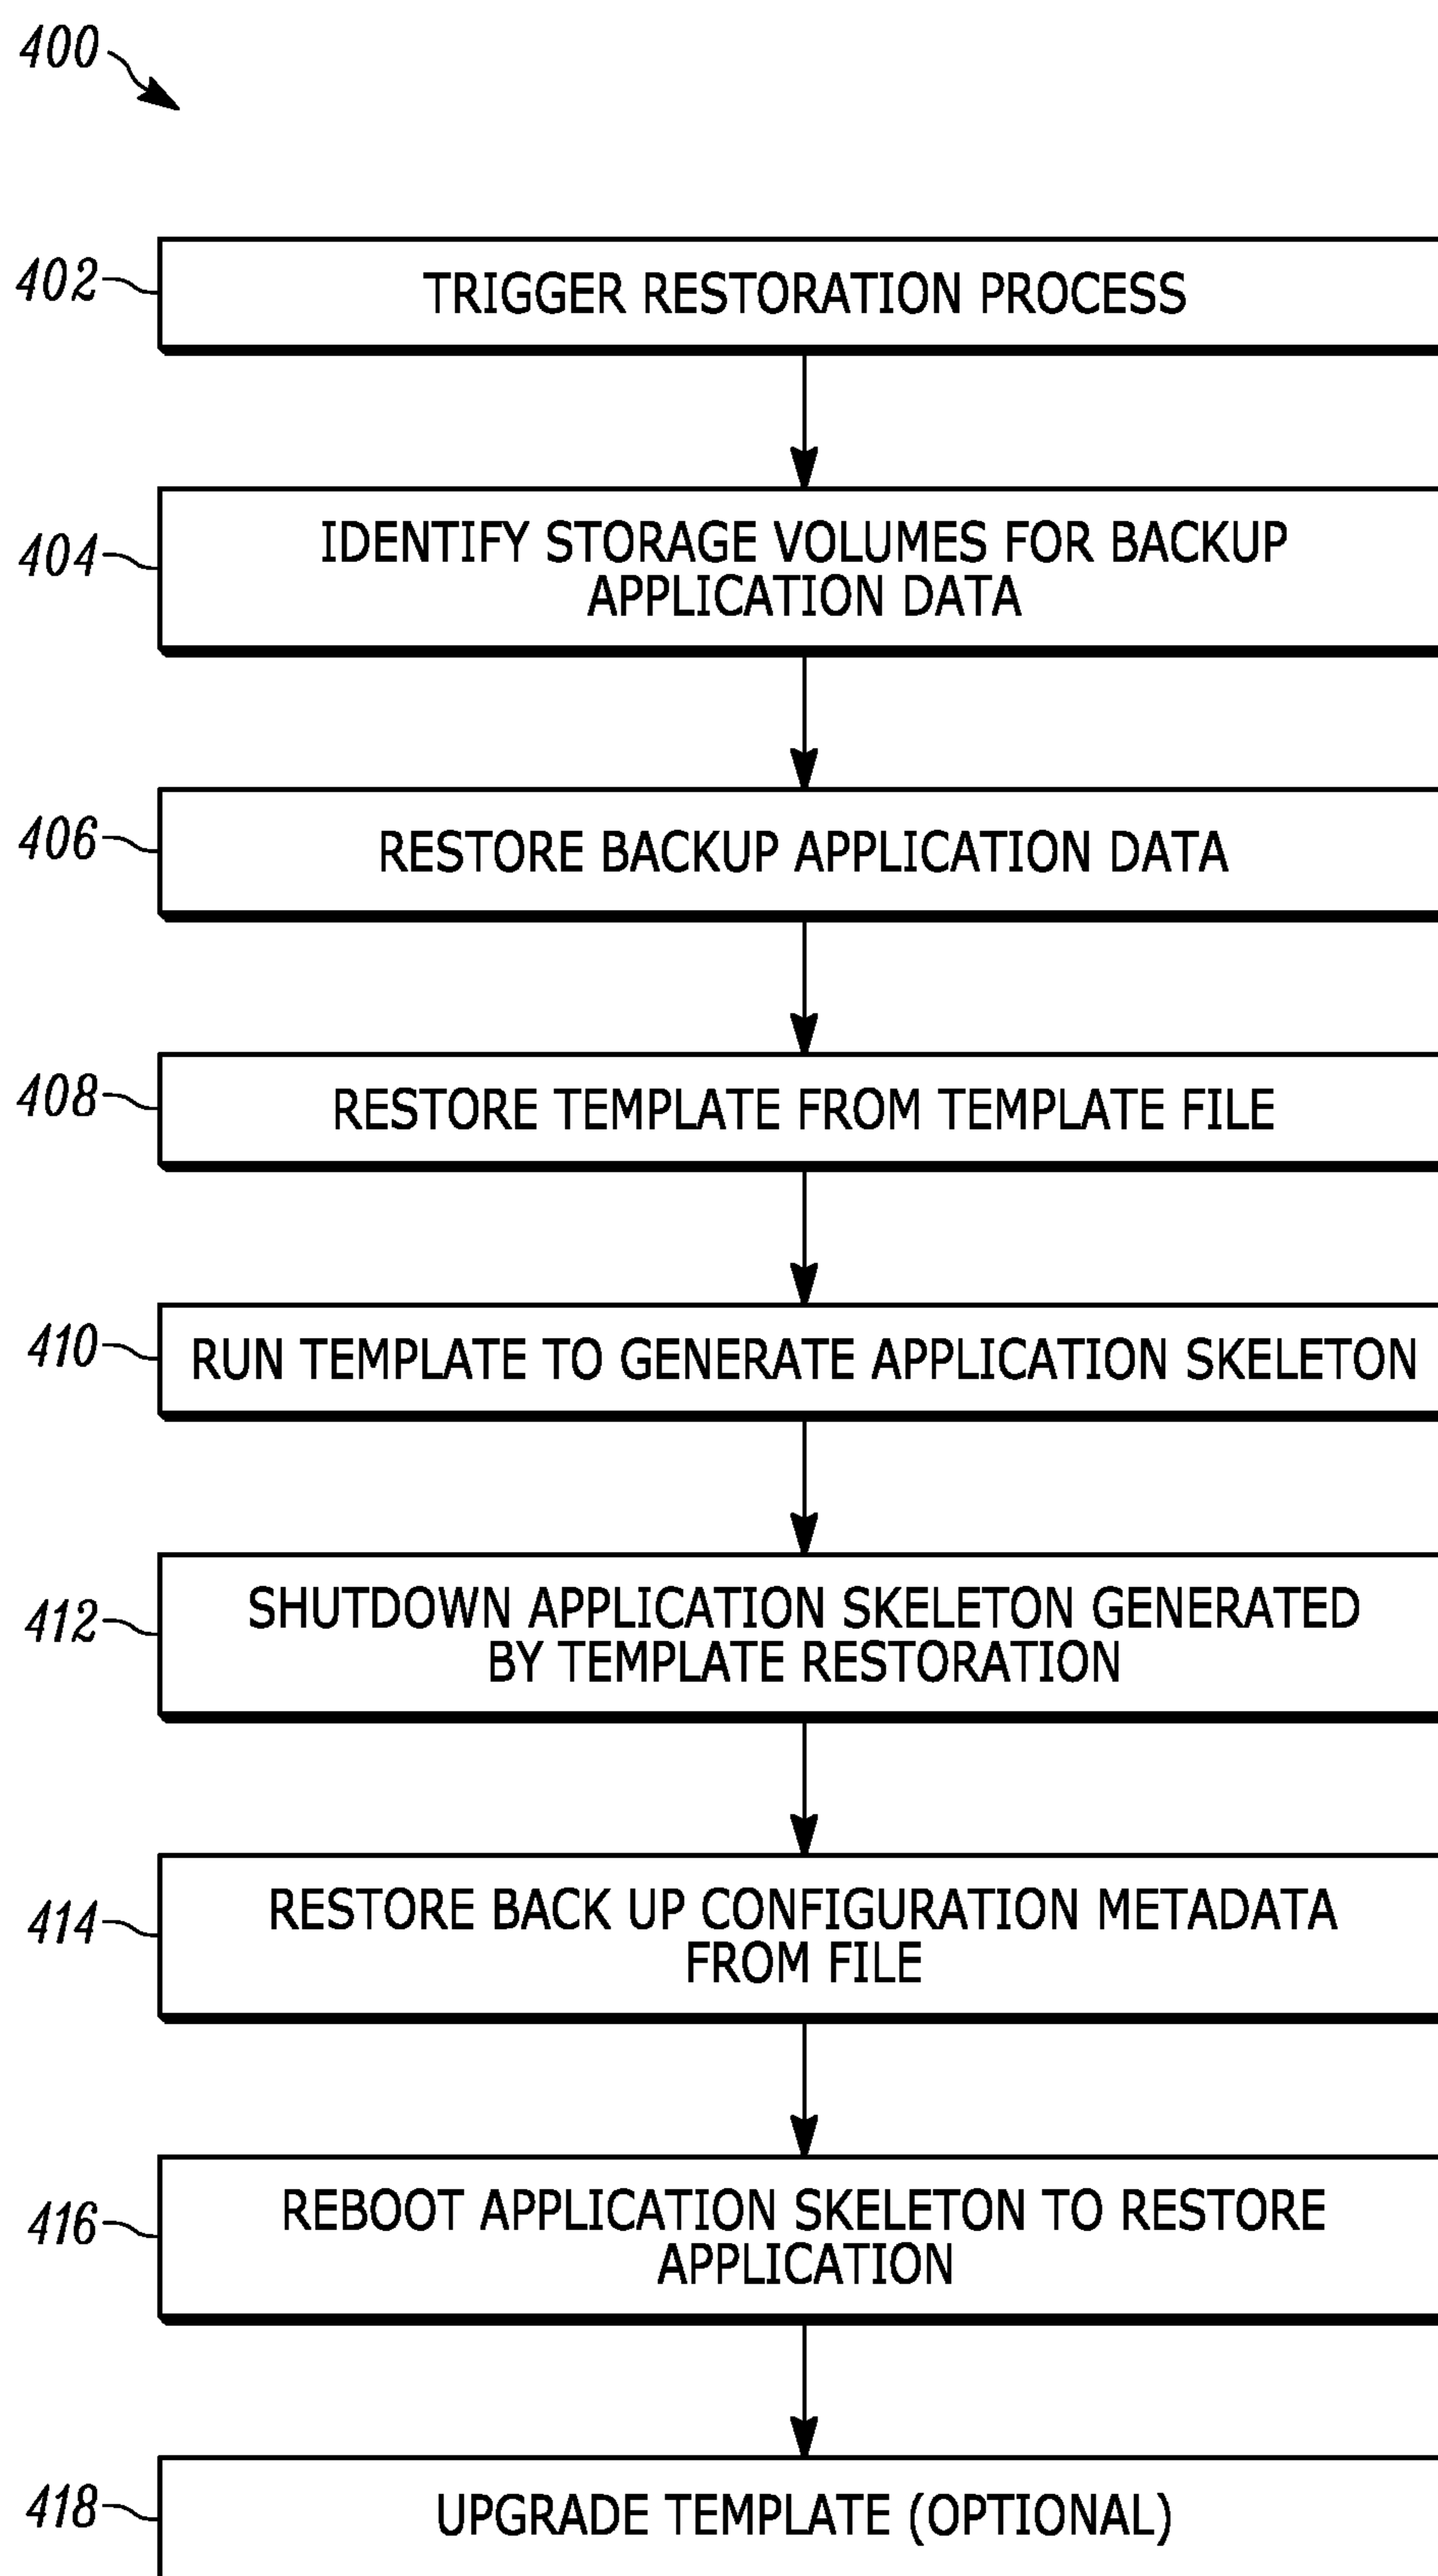 400
402
TRIGGER RESTORATION PROCESS
404
IDENTIFY STORAGE VOLUMES FOR BACKUP
APPLICATION DATA
406
RESTORE BACKUP APPLICATION DATA
408
RESTORE TEMPLATE FROM TEMPLATE FILE
410
RUN TEMPLATE TO GENERATE APPLICATION SKELETON
412
SHUTDOWN APPLICATION SKELETON GENERATED
BY TEMPLATE RESTORATION
414
RESTORE BACK UP CONFIGURATION METADATA
FROM FILE
416
REBOOT APPLICATION SKELETON TO RESTORE
APPLICATION
418
UPGRADE TEMPLATE (OPTIONAL)